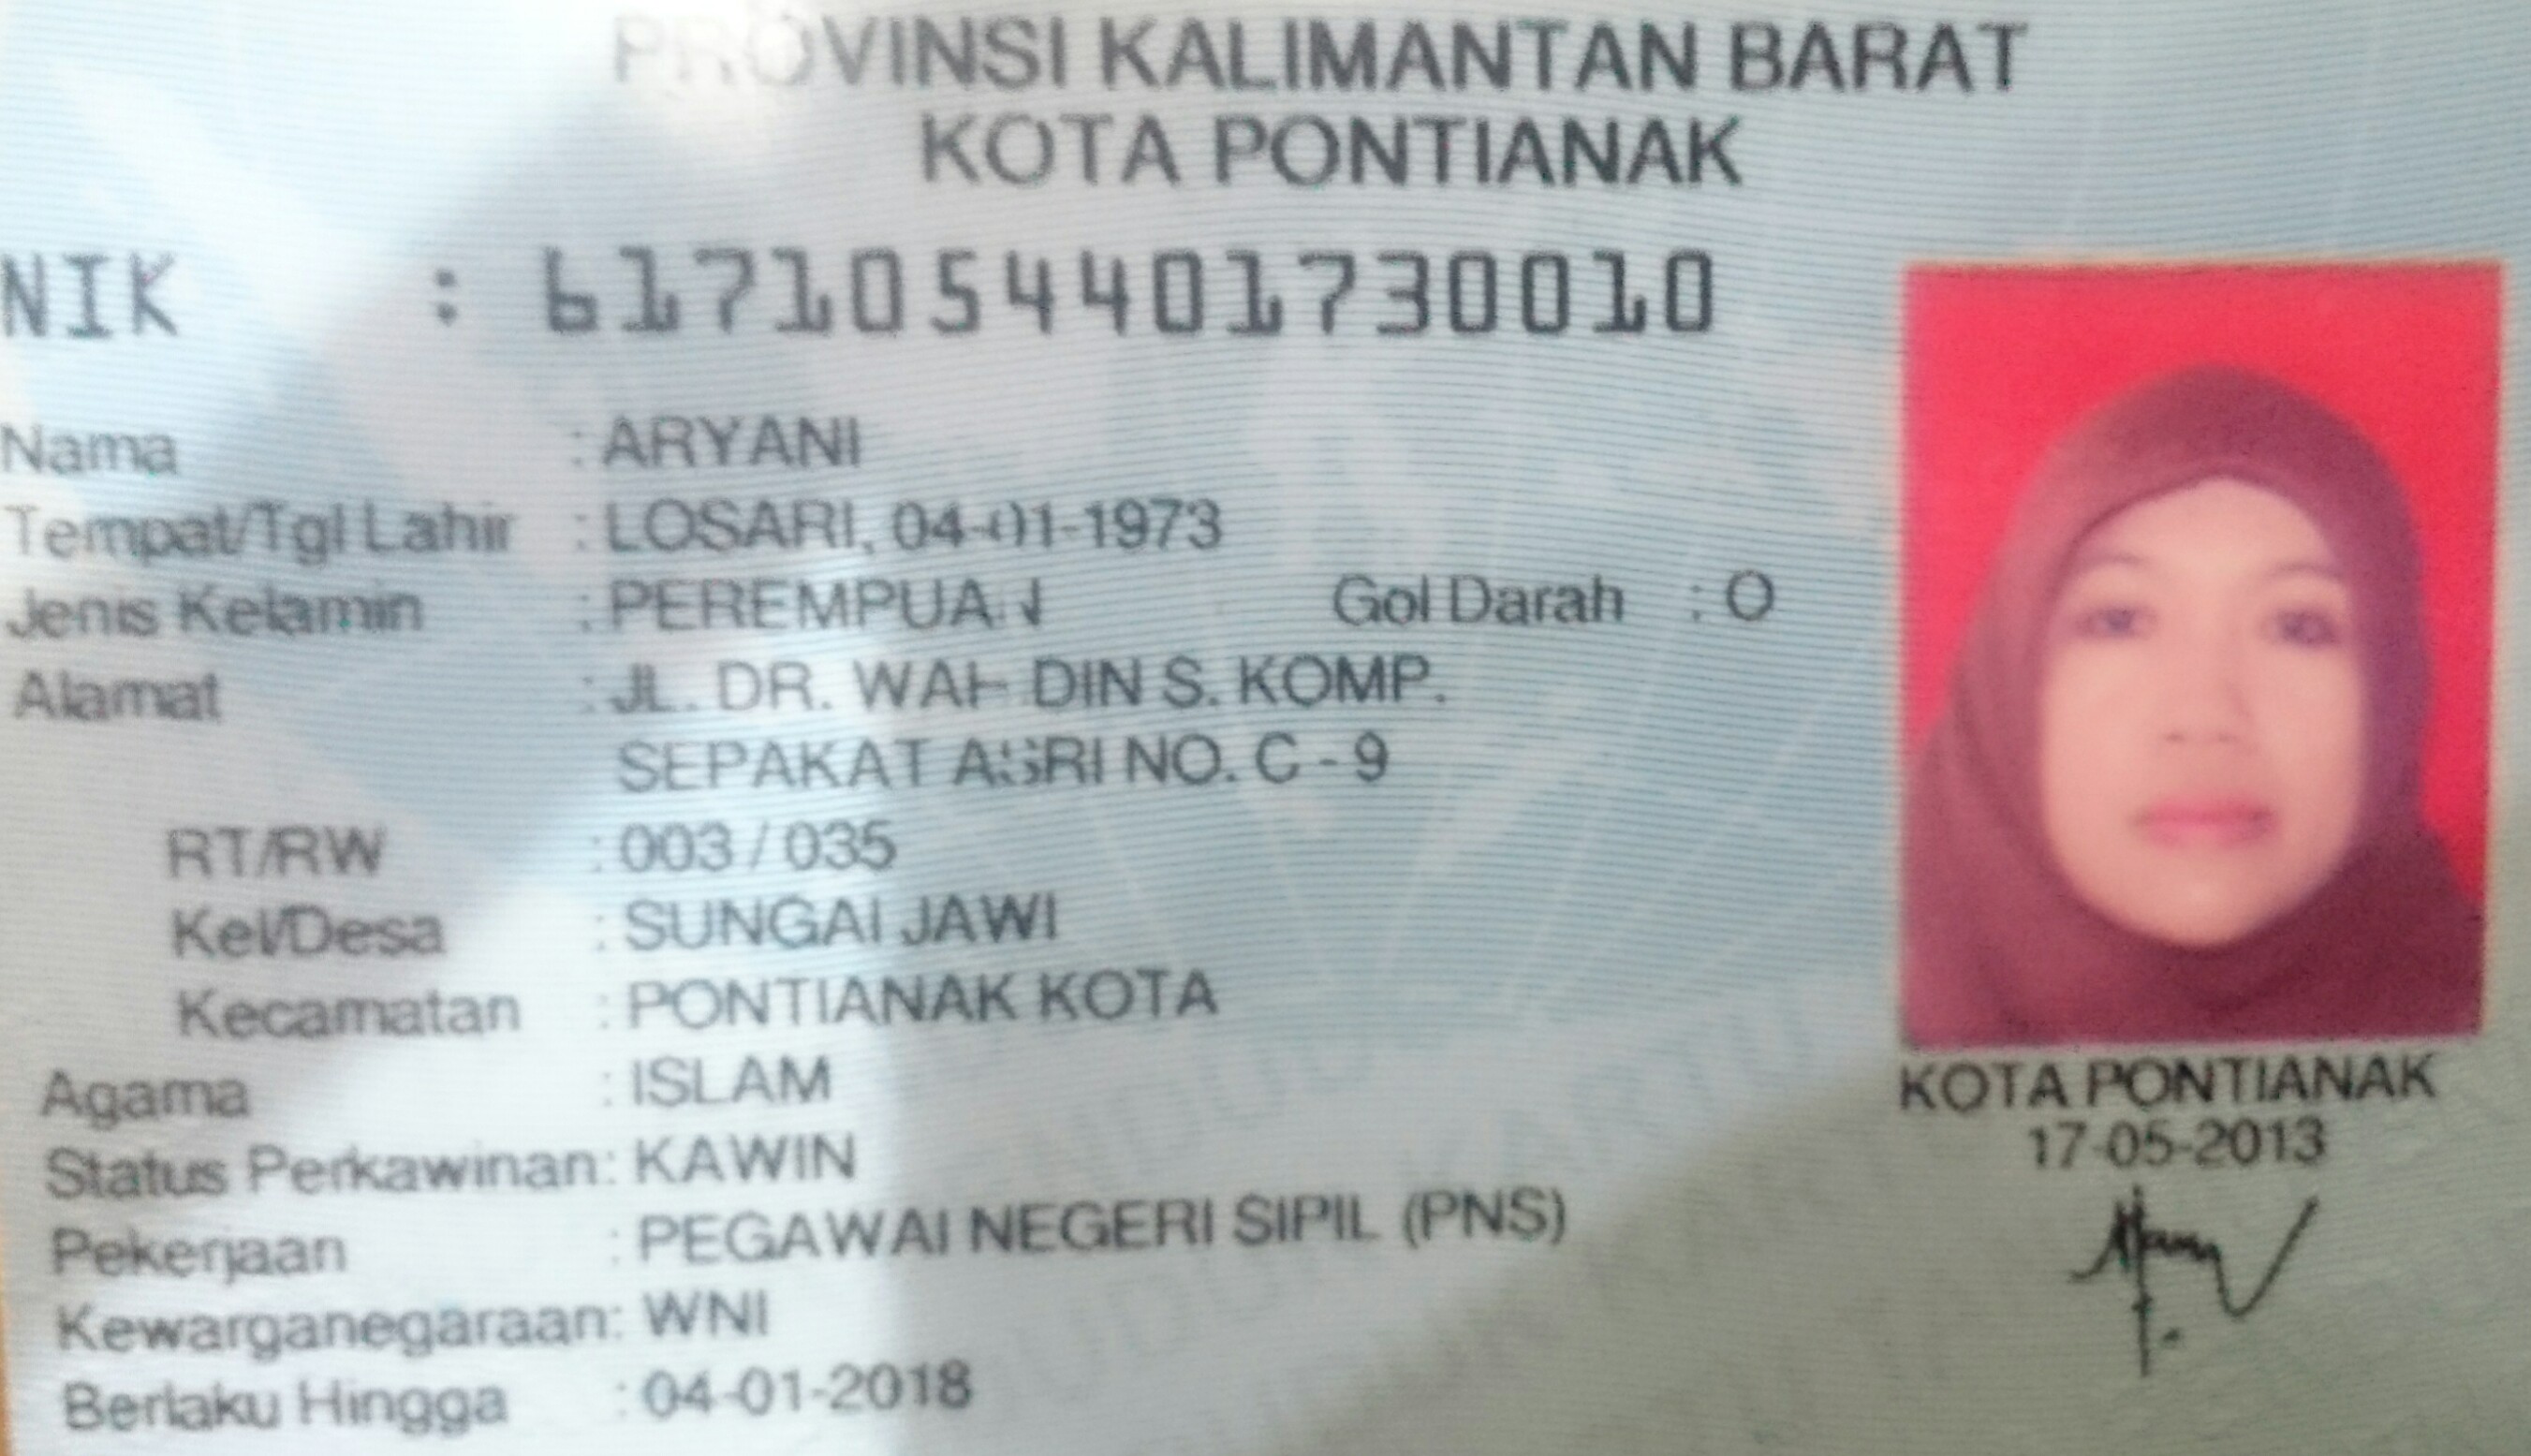 PROVINSI KALIMANTAN BARAT
KOTA PONTIANAK
NIK : 6171054401730010
Nama : ARYANI
Tempat/Tgl Lahir : LOSARI, 04-01-1973
Jenis Kelamin : PEREMPUAN Gol Darah : O
Alamat : JL. DR. WAHIDIN S. KOMP.
SEPAKAT ASRI NO. C - 9
RT/RW : 003 / 035
Kel/Desa : SUNGAI JAWI
Kecamatan : PONTIANAK KOTA
Agama : ISLAM
Status Perkawinan: KAWIN
Pekerjaan : PEGAWAI NEGERI SIPIL (PNS)
Kewarganegaraan: WNI
Berlaku Hingga : 04-01-2018
KOTA PONTIANAK
17-05-2013